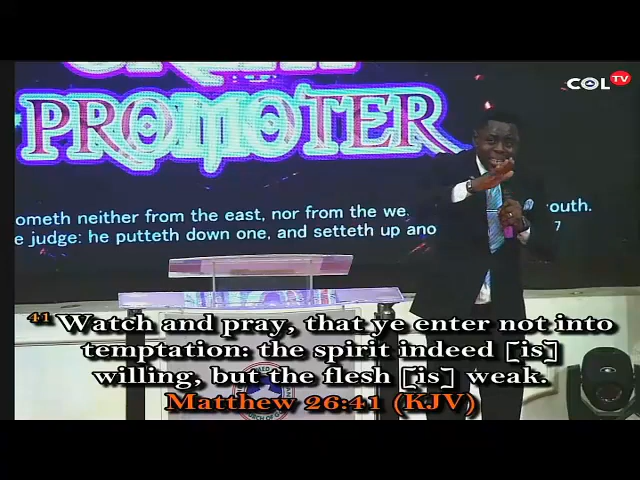 COL TV
PROMOTER
ometh neither from the east, nor from the we outh.
e judge: he putteth down one, and setteth up ano 7
41 Watch and pray, that ye enter not into
temptation: the spirit indeed [is]
willing, but the flesh [is] weak.
Matthew 26:41 (KJV)